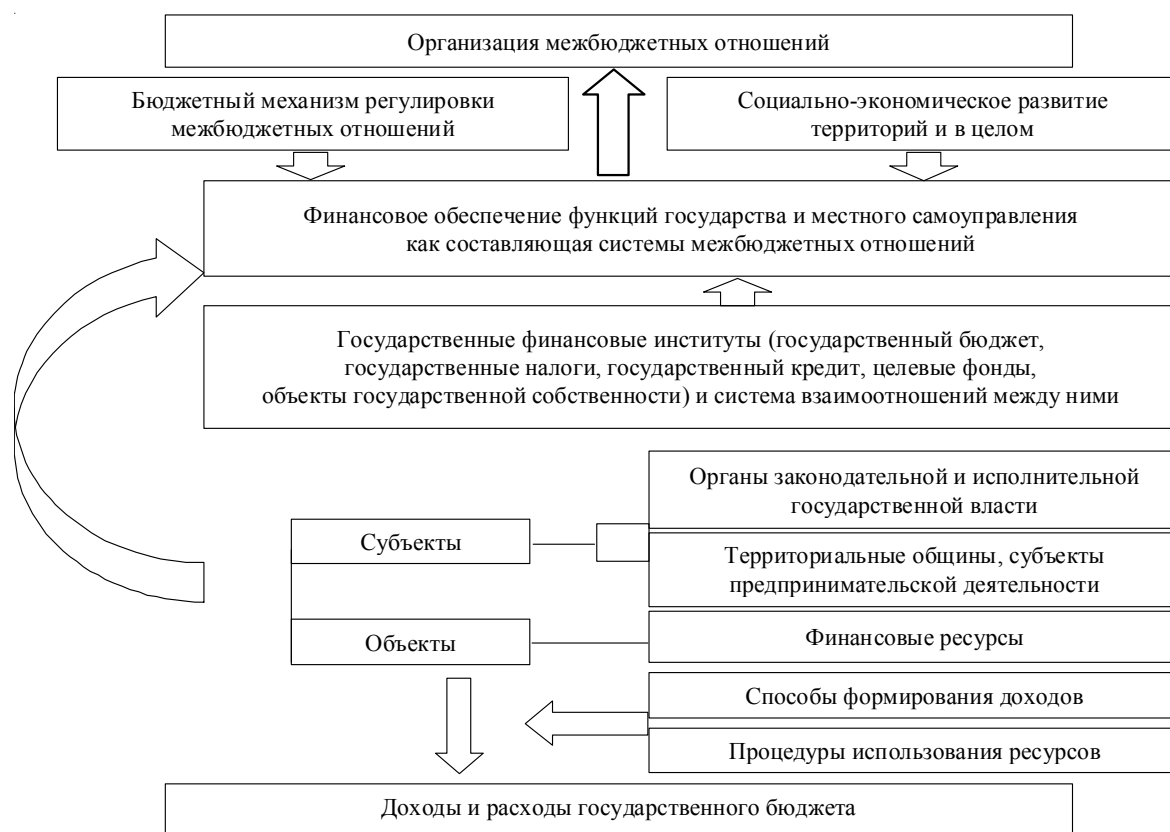 Организация межбюджетных отношений
Бюджетный механизм регулировки
межбюджетных отношений
Социально-экономическое развитие
территорий и в целом
Финансовое обеспечение функций государства и местного самоуправления
как составляющая системы межбюджетных отношений
Государственные финансовые институты (государственный бюджет,
государственные налоги, государственный кредит, целевые фонды,
объекты государственной собственности) и система взаимоотношений между ними
Органы законодательной и исполнительной
государственной власти
Субъекты
Территориальные общины, субъекты
предпринимательской деятельности
Объекты
Финансовые ресурсы
Способы формирования доходов
Процедуры использования ресурсов
Доходы и расходы государственного бюджета